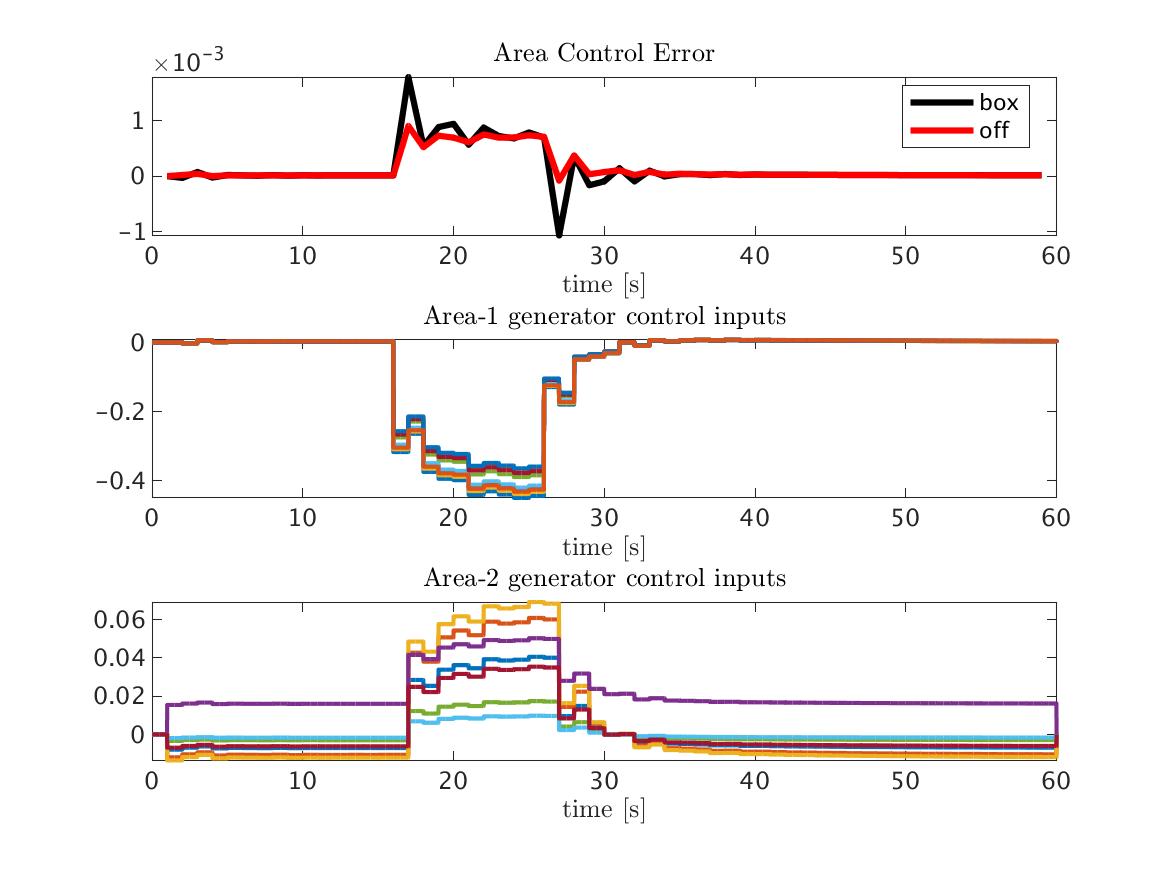 Area Control Error
×10⁻³
1
0
−1
box
off
0 10 20 30 40 50 60
time [s]
Area-1 generator control inputs
0
−0.2
−0.4
0 10 20 30 40 50 60
time [s]
Area-2 generator control inputs
0.06
0.04
0.02
0
0 10 20 30 40 50 60
time [s]